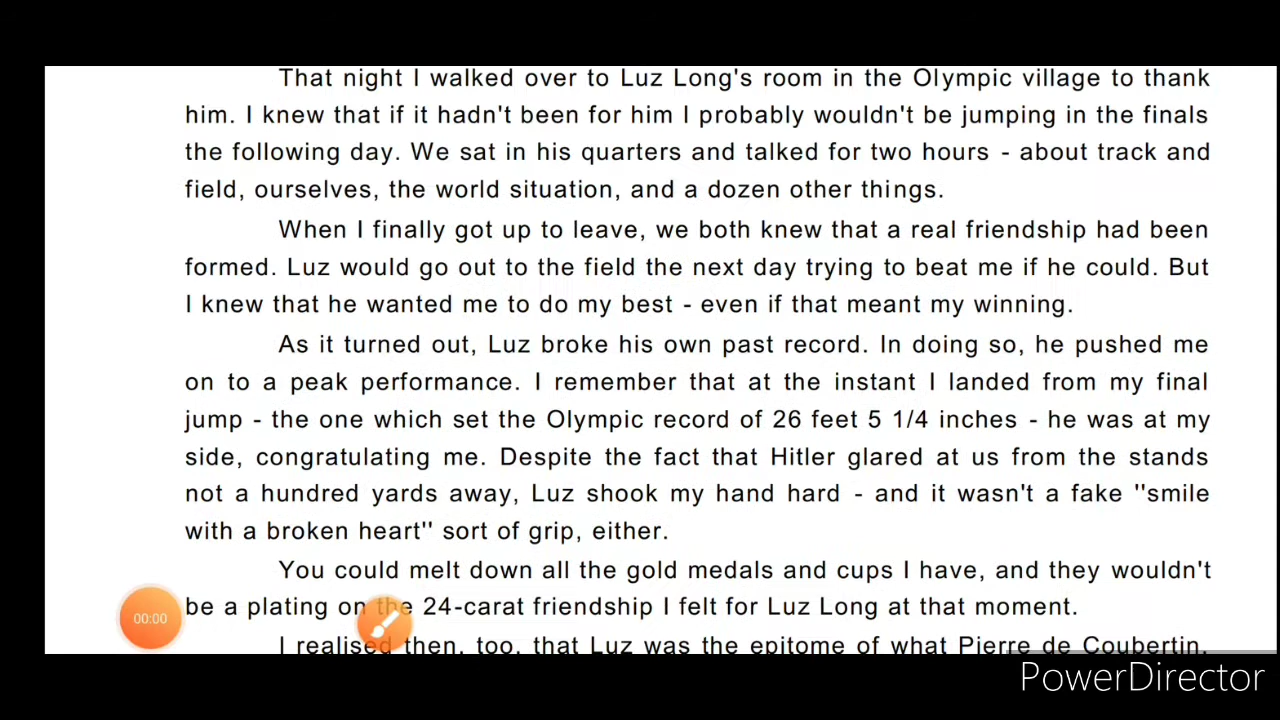 That night I walked over to Luz Long's room in the Olympic village to thank
him. I knew that if it hadn't been for him I probably wouldn't be jumping in the finals
the following day. We sat in his quarters and talked for two hours - about track and
field, ourselves, the world situation, and a dozen other things.
When I finally got up to leave, we both knew that a real friendship had been
formed. Luz would go out to the field the next day trying to beat me if he could. But
I knew that he wanted me to do my best - even if that meant my winning.
As it turned out, Luz broke his own past record. In doing so, he pushed me
on to a peak performance. I remember that at the instant I landed from my final
jump - the one which set the Olympic record of 26 feet 5 1/4 inches - he was at my
side, congratulating me. Despite the fact that Hitler glared at us from the stands
not a hundred yards away, Luz shook my hand hard - and it wasn't a fake ''smile
with a broken heart'' sort of grip, either.
You could melt down all the gold medals and cups I have, and they wouldn't
be a plating on the 24-carat friendship I felt for Luz Long at that moment.
I realised then, too, that Luz was the epitome of what Pierre de Coubertin,
00:00
PowerDirector